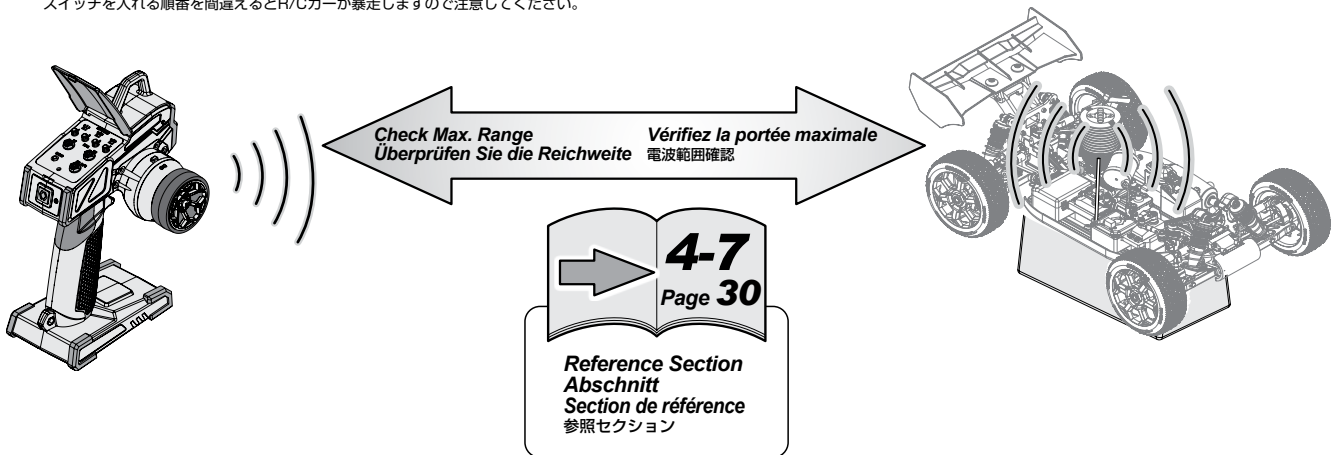 スイッチを入れる順番を間違えるとR/Cカーが暴走しますので注意してください。
Check Max. Range
Überprüfen Sie die Reichweite
Vérifiez la portée maximale
電波範囲確認
4-7
Page 30
Reference Section
Abschnitt
Section de référence
参照セクション